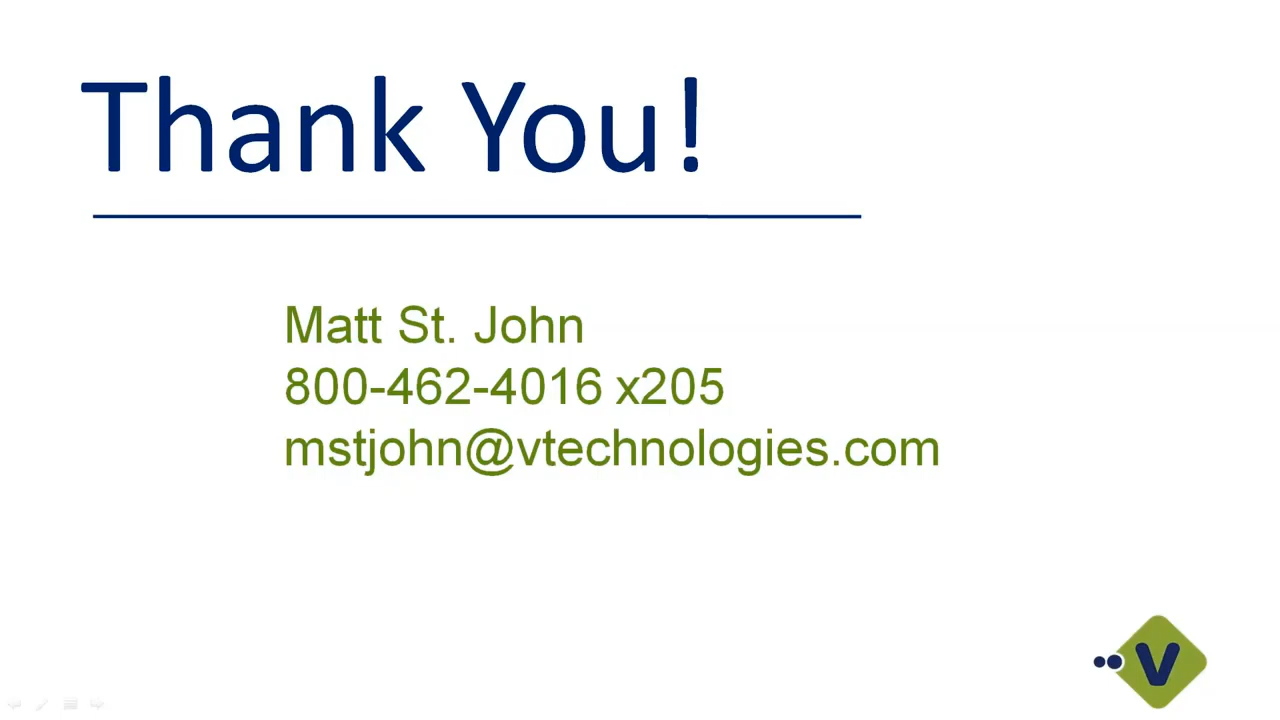 Thank You!
Matt St. John
800-462-4016 x205
mstjohn@vtechnologies.com
V